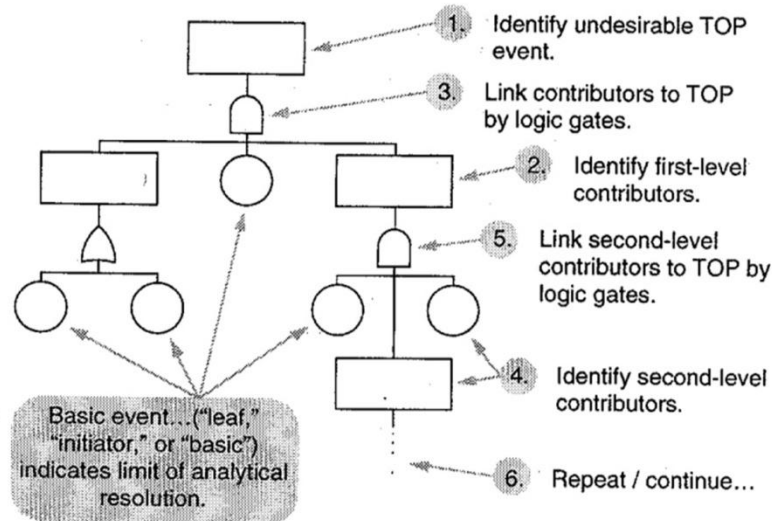 1. Identify undesirable TOP
event.
3. Link contributors to TOP
by logic gates.
2. Identify first-level
contributors.
5. Link second-level
contributors to TOP by
logic gates.
4. Identify second-level
contributors.
Basic event...("leaf,"
"initiator," or "basic")
indicates limit of analytical
resolution.
6. Repeat / continue...